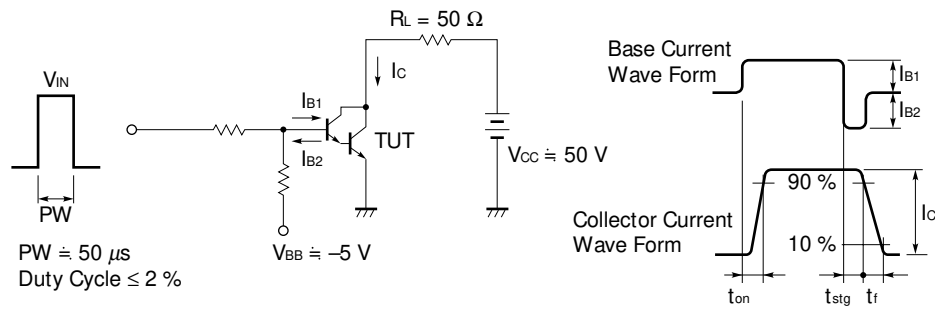 RL = 50 Ω
VIN
IC
IB1
IB2
TUT
VCC ≒ 50 V
PW
VBB ≒ –5 V
PW ≒ 50 μs
Duty Cycle ≤ 2 %
Base Current
Wave Form
IB1
IB2
90 %
Collector Current
Wave Form
10 %
IC
ton
tstg
tf